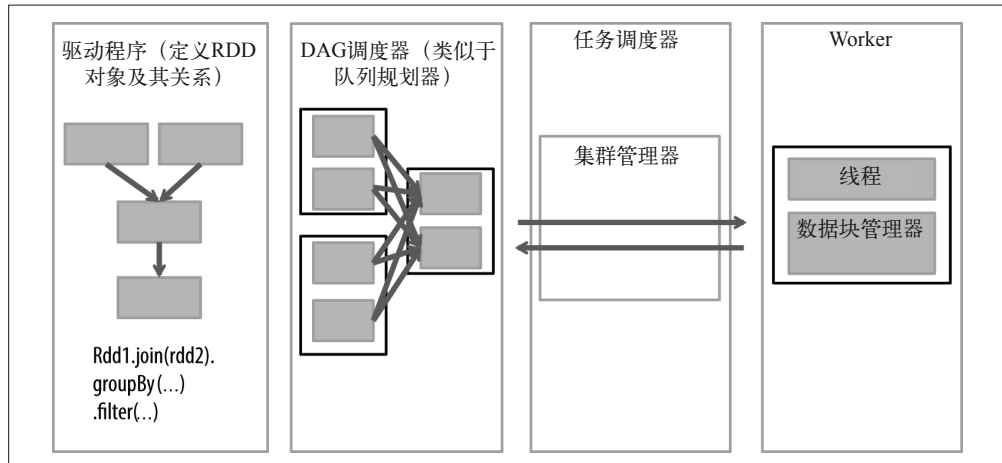 驱动程序（定义RDD
对象及其关系）
Rdd1.join(rdd2).
groupBy(...)
.filter(...)
DAG调度器（类似于
队列规划器）
任务调度器
集群管理器
Worker
线程
数据块管理器